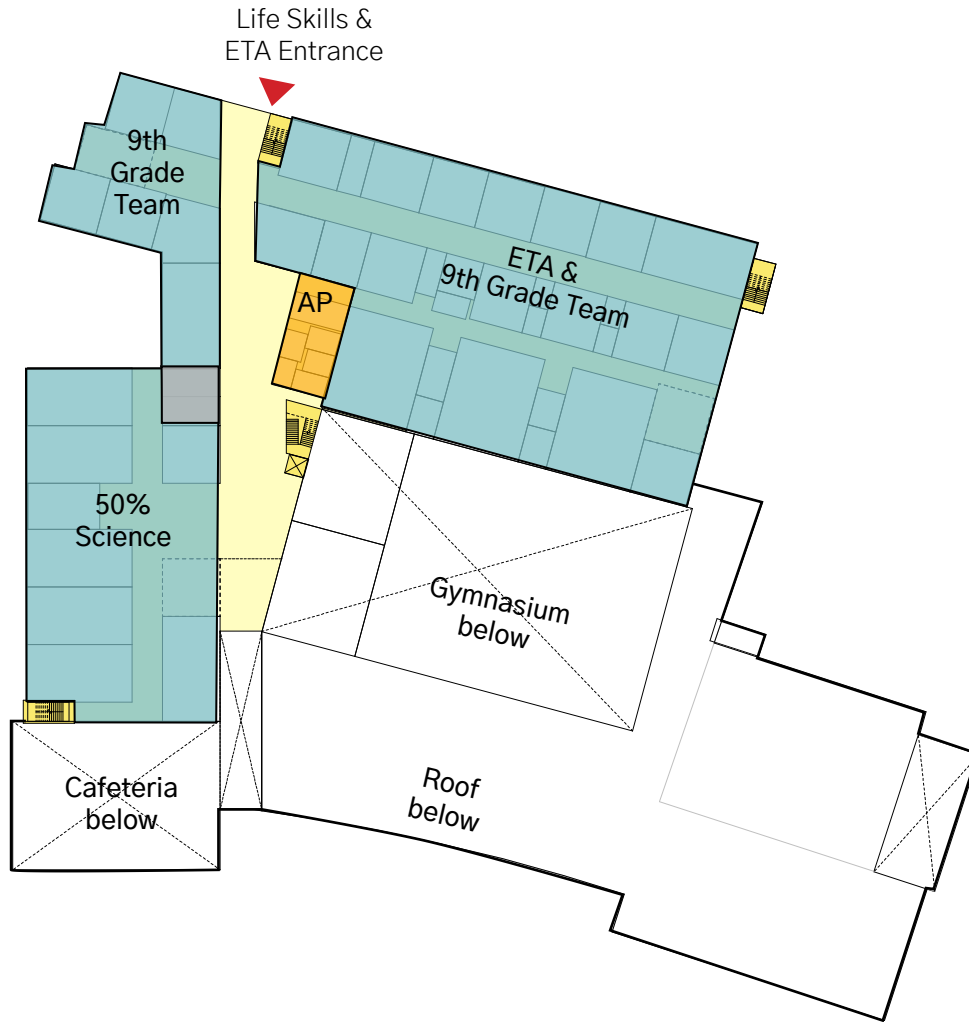 Life Skills &
ETA Entrance
9th
Grade
Team
ETA &
9th Grade Team
AP
50%
Science
Gymnasium
below
Cafeteria
below
Roof
below